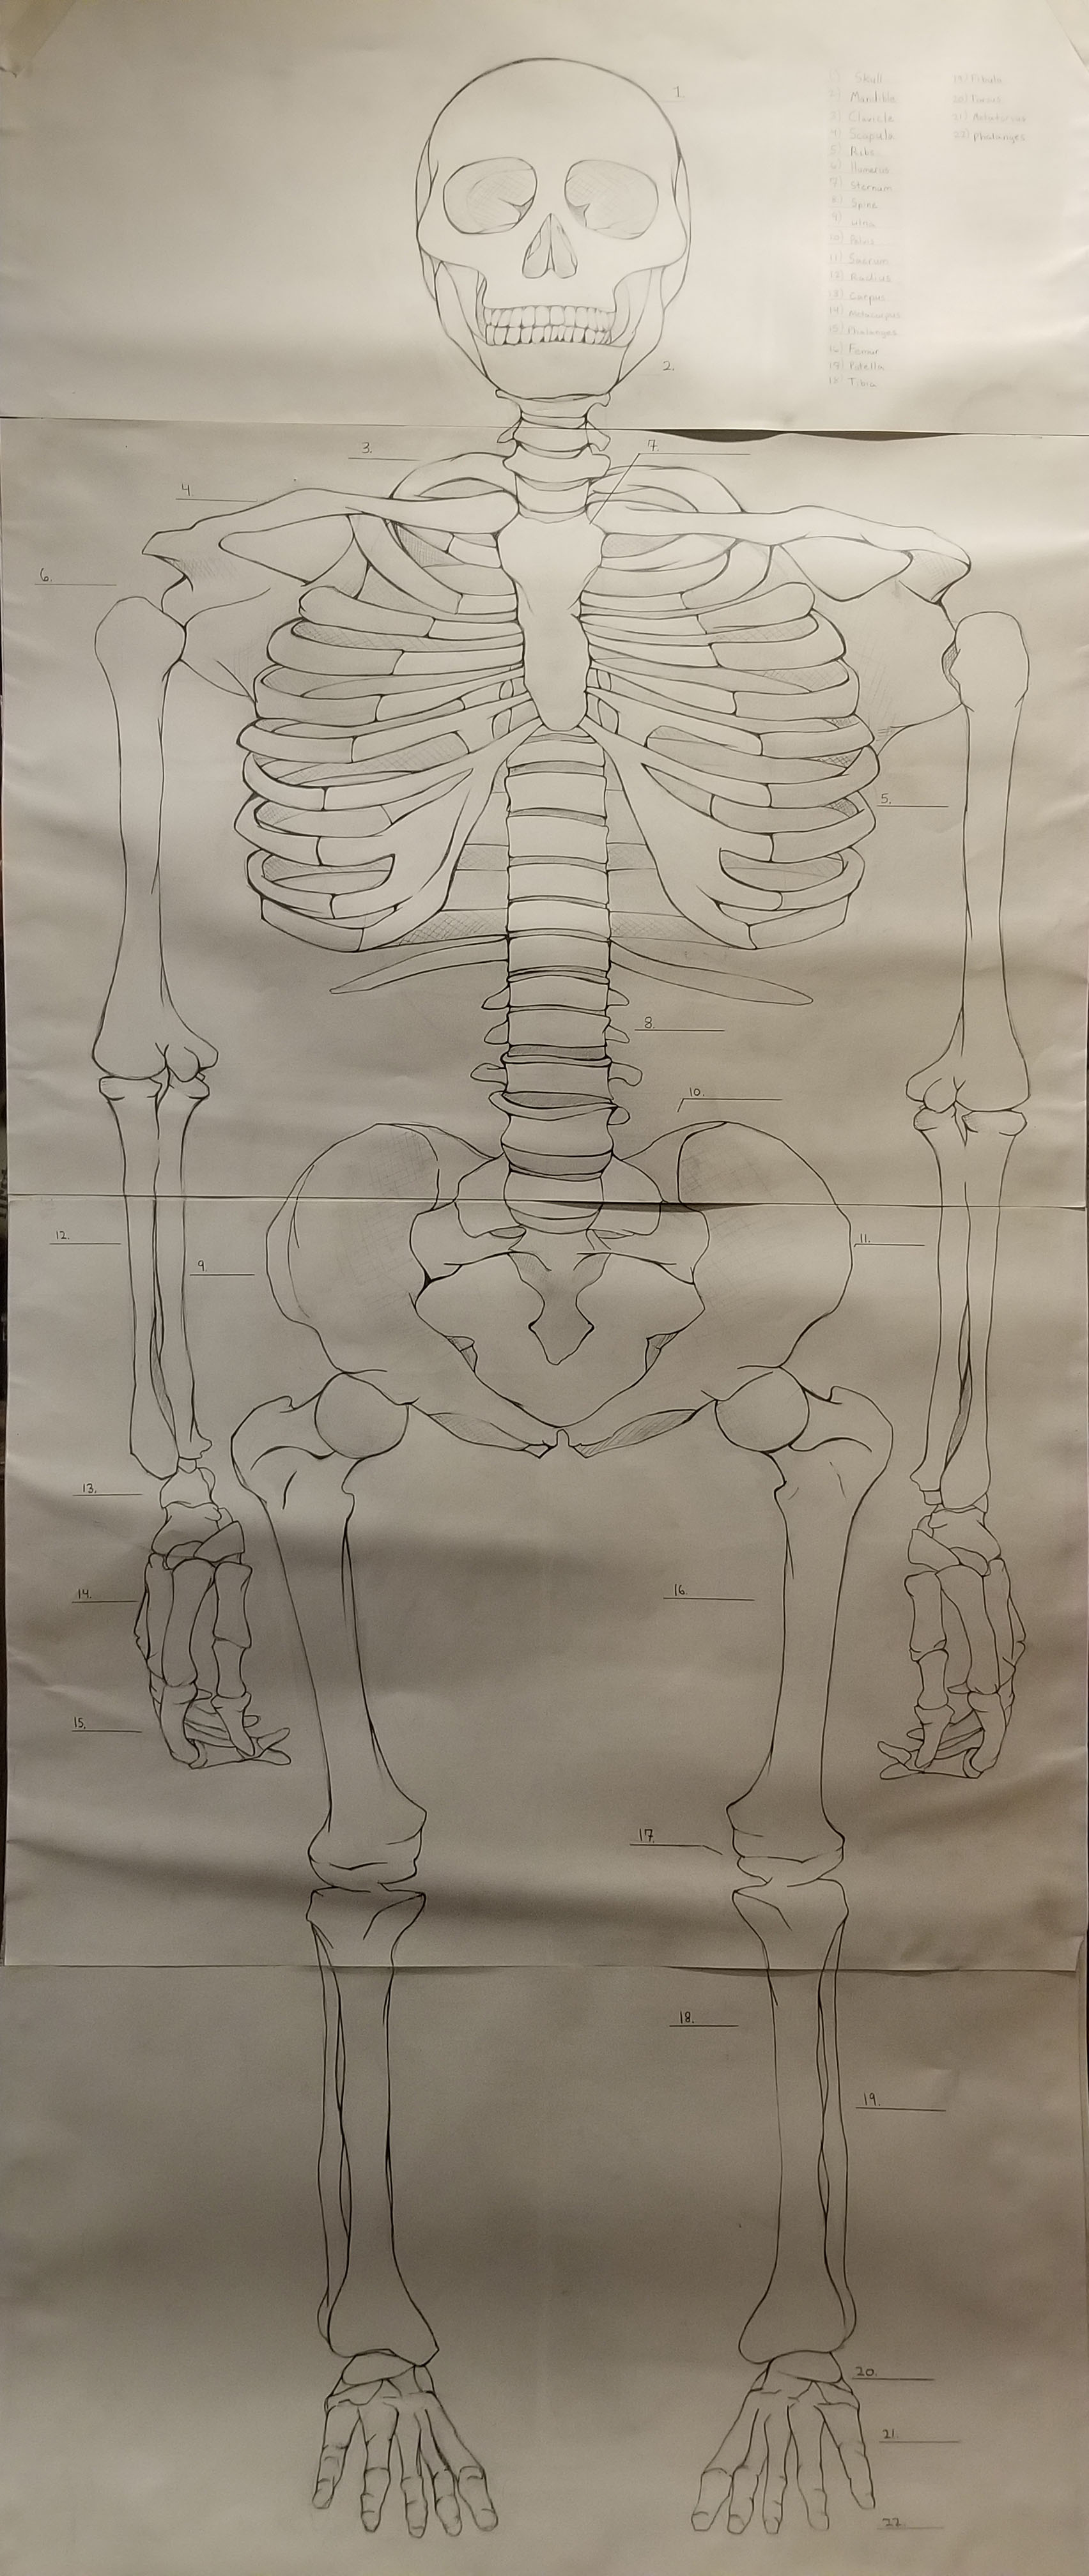 1
1) Skull
2) Mandible
3) Clavicle
4) Scapula
5) Ribs
6) Humerus
7) Sternum
8) Spine
9) Ulna
10) Pelvis
11) Sacrum
12) Radius
13) Carpus
14) Metacarpus
15) Phalanges
16) Femur
17) Patella
18) Tibia
19) Fibula
20) Tarsus
21) Metatarsus
22) Phalanges
2.
3.
7.
4.
6.
5.
8.
10.
12.
11.
9.
13.
14.
16.
15.
17.
18.
19.
20.
21.
22.